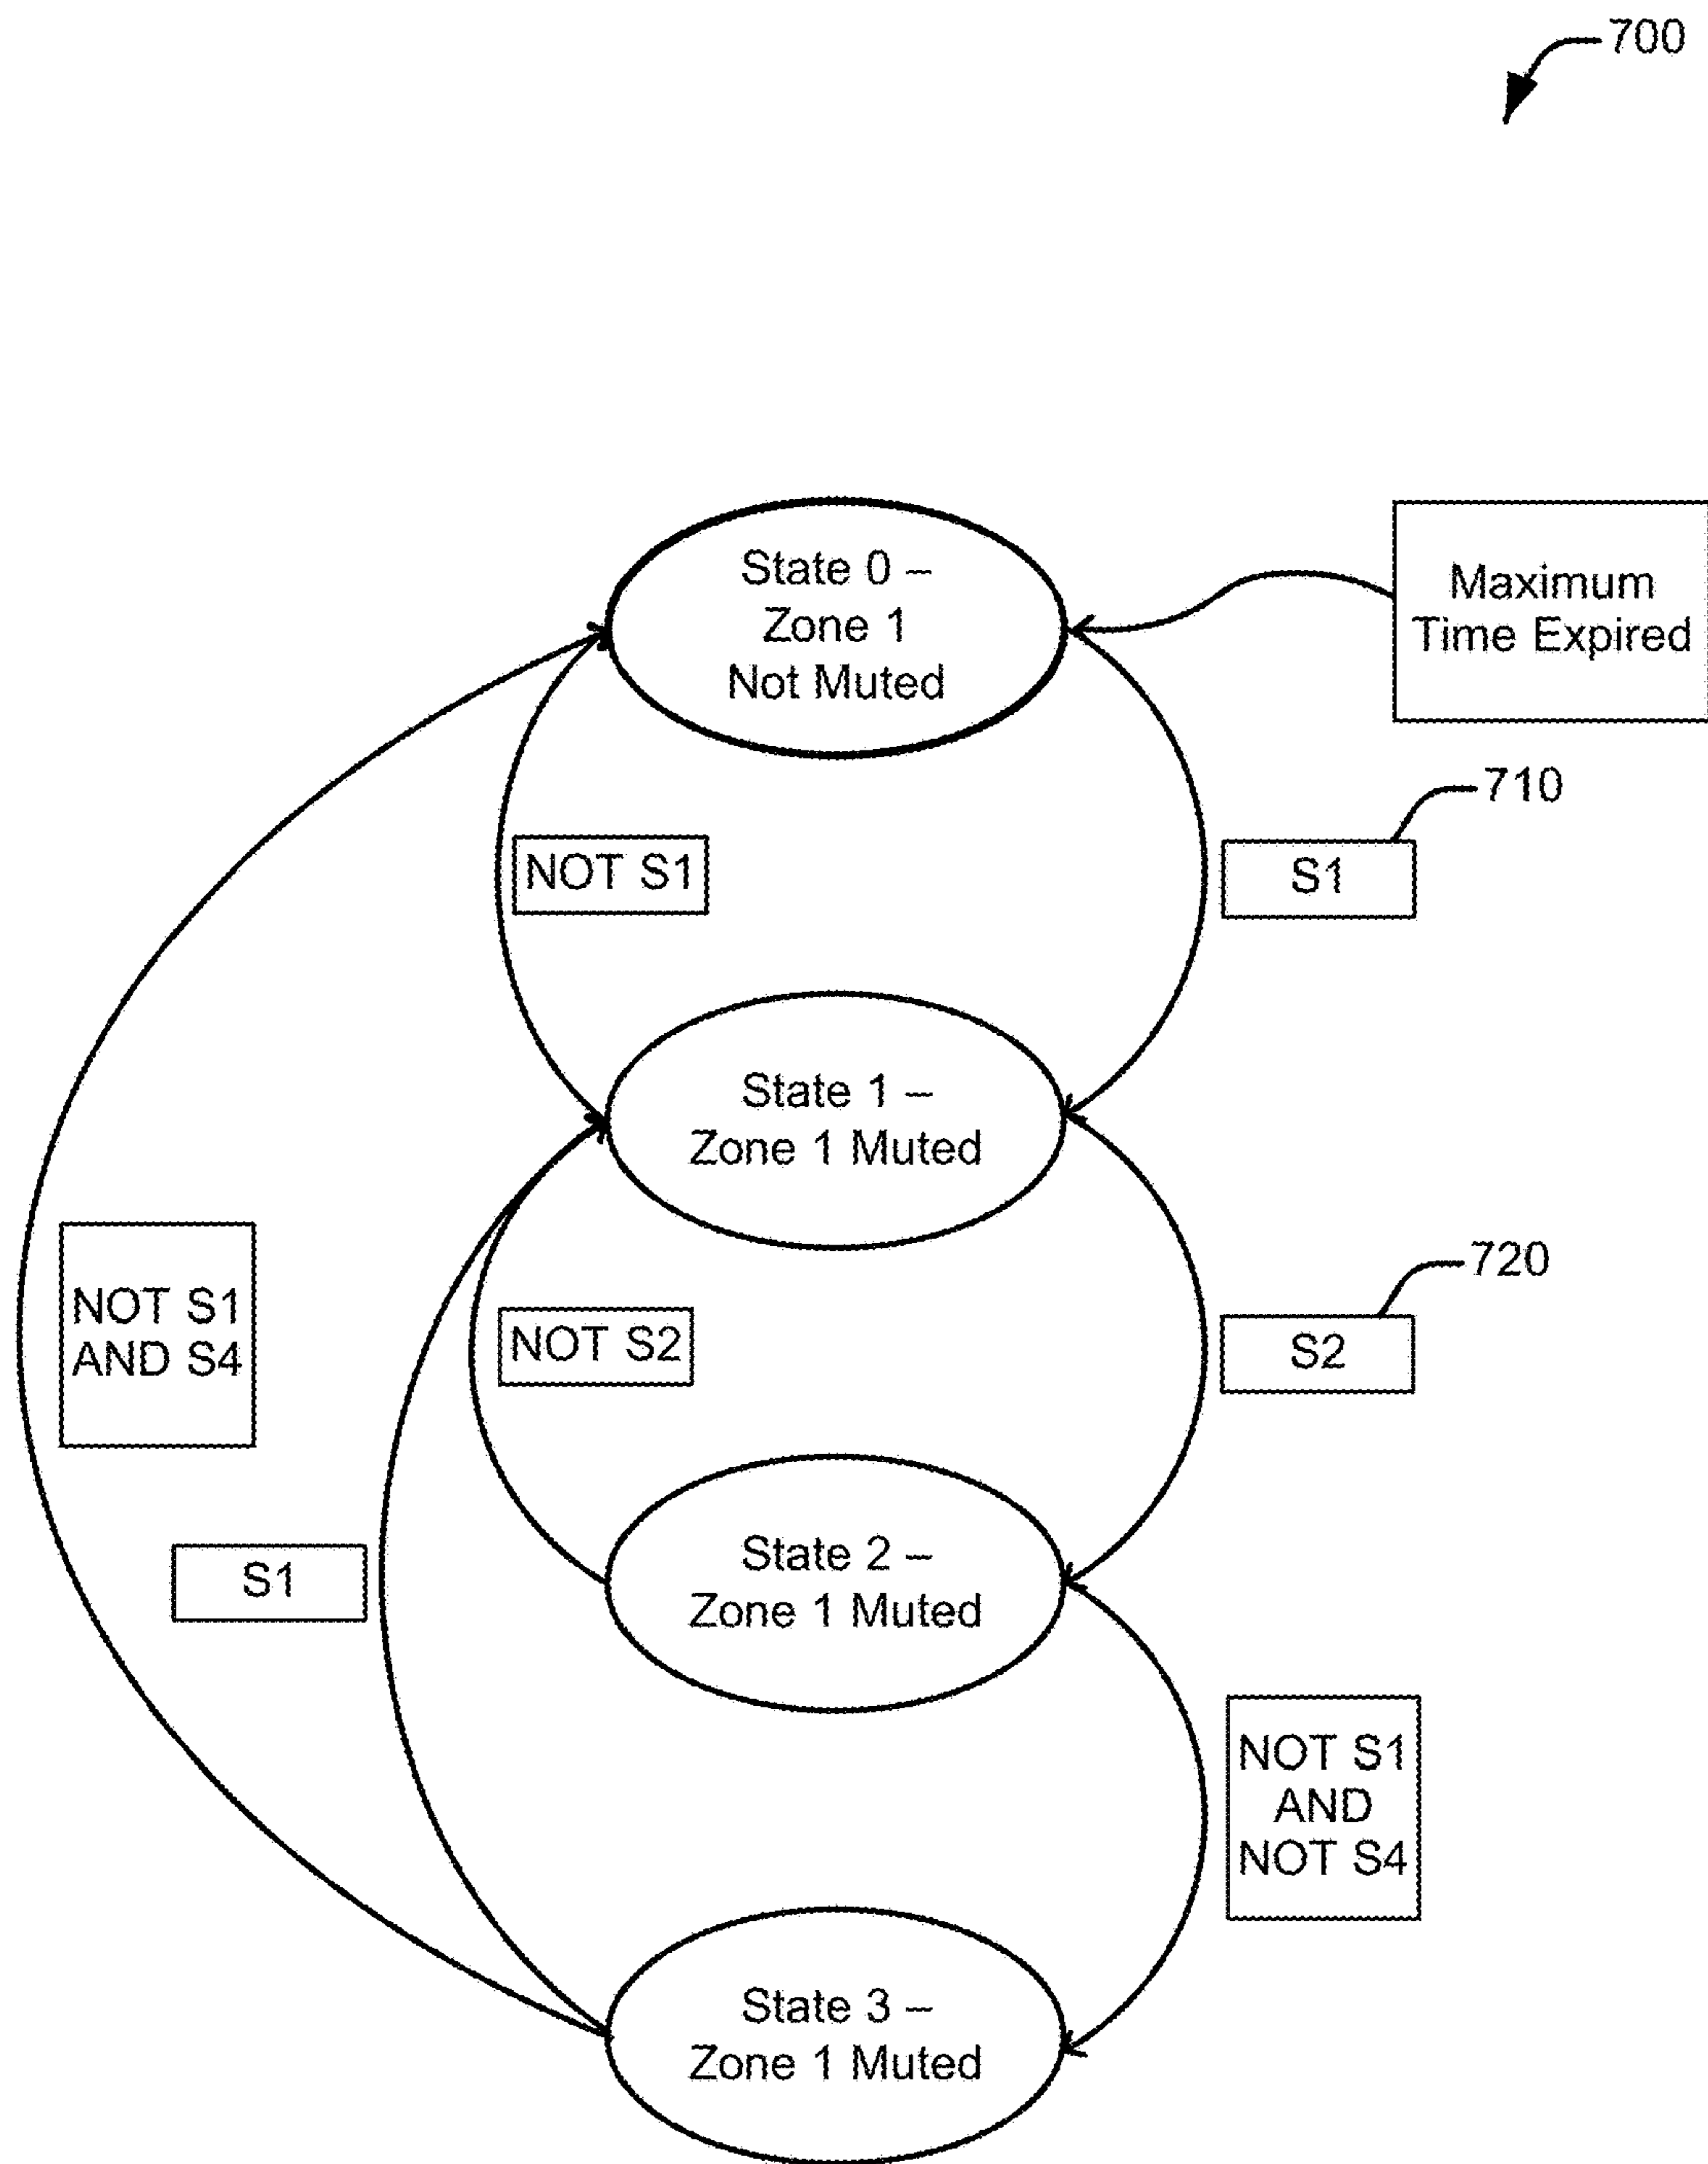 700
State 0 –
Zone 1
Not Muted
Maximum
Time Expired
710
NOT S1
S1
State 1 –
Zone 1 Muted
720
NOT S1
AND S4
NOT S2
S2
State 2 –
Zone 1 Muted
S1
NOT S1
AND
NOT S4
State 3 –
Zone 1 Muted